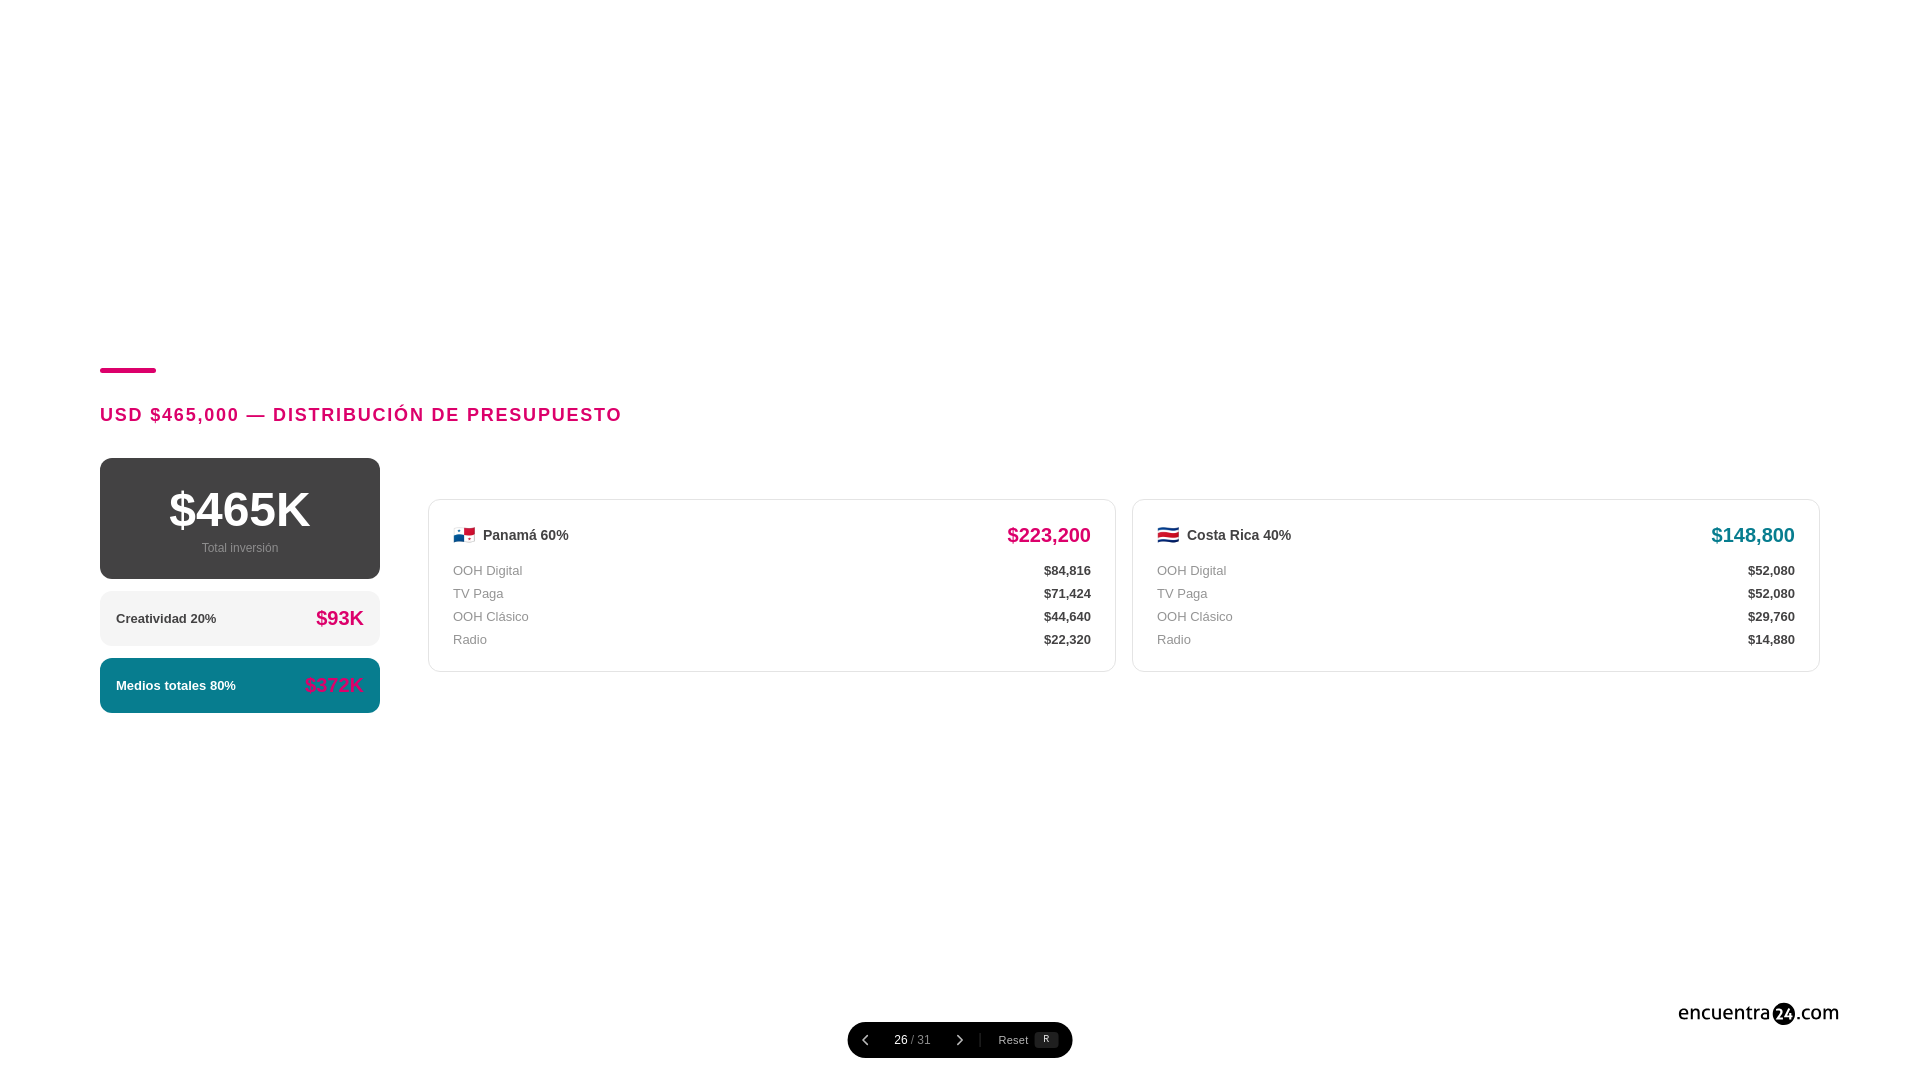 USD $465,000 — DISTRIBUCIÓN DE PRESUPUESTO
$465K
Total inversión
Creatividad 20% $93K
Medios totales 80% $372K
Panamá 60% $223,200
OOH Digital $84,816
TV Paga $71,424
OOH Clásico $44,640
Radio $22,320
Costa Rica 40% $148,800
OOH Digital $52,080
TV Paga $52,080
OOH Clásico $29,760
Radio $14,880
encuentra24.com
26 / 31 Reset R